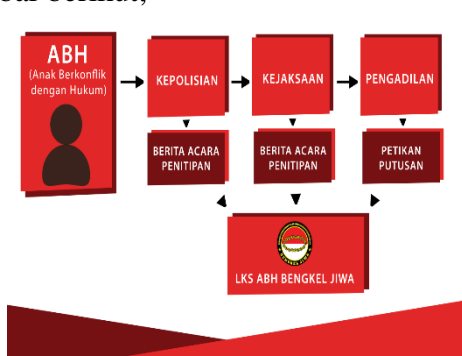 ABH
(Anak Berkonflik
dengan Hukum)
KEPOLISIAN
KEJAKSAAN
PENGADILAN
BERITA ACARA
PENITIPAN
BERITA ACARA
PENITIPAN
PETIKAN
PUTUSAN
LKS ABH BENGKEL JIWA